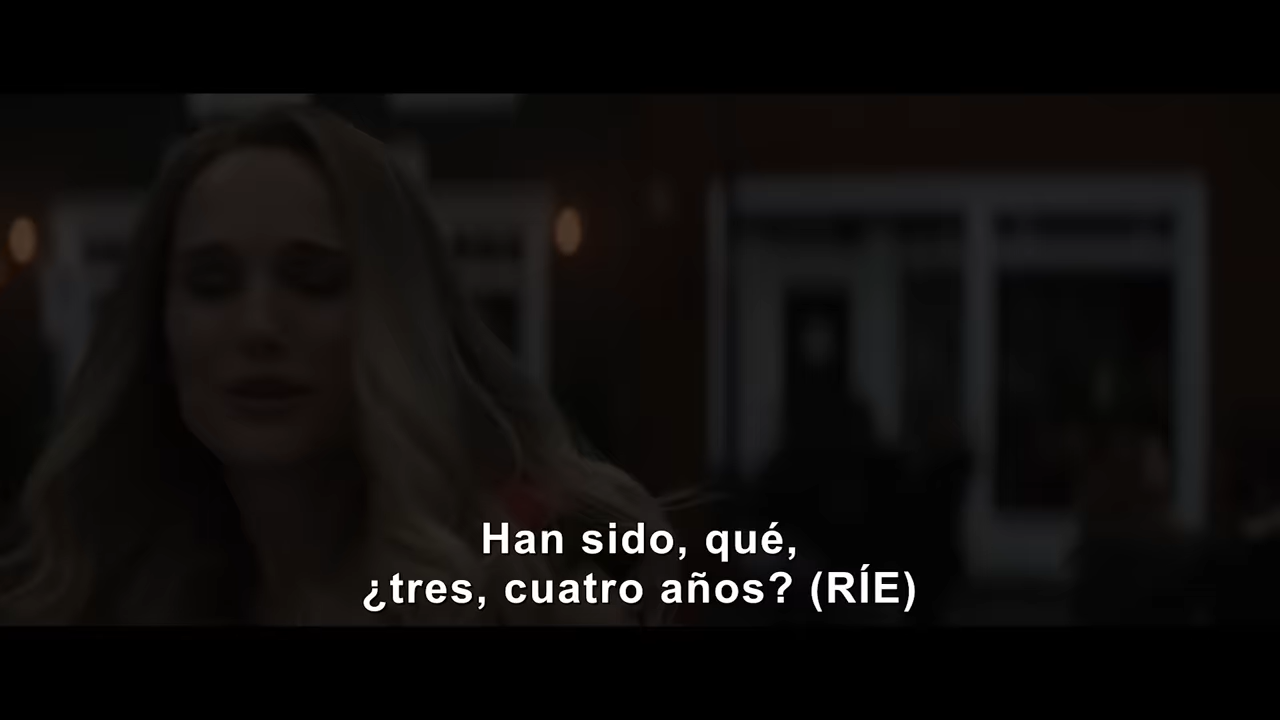 Han sido, qué,
¿tres, cuatro años? (RÍE)